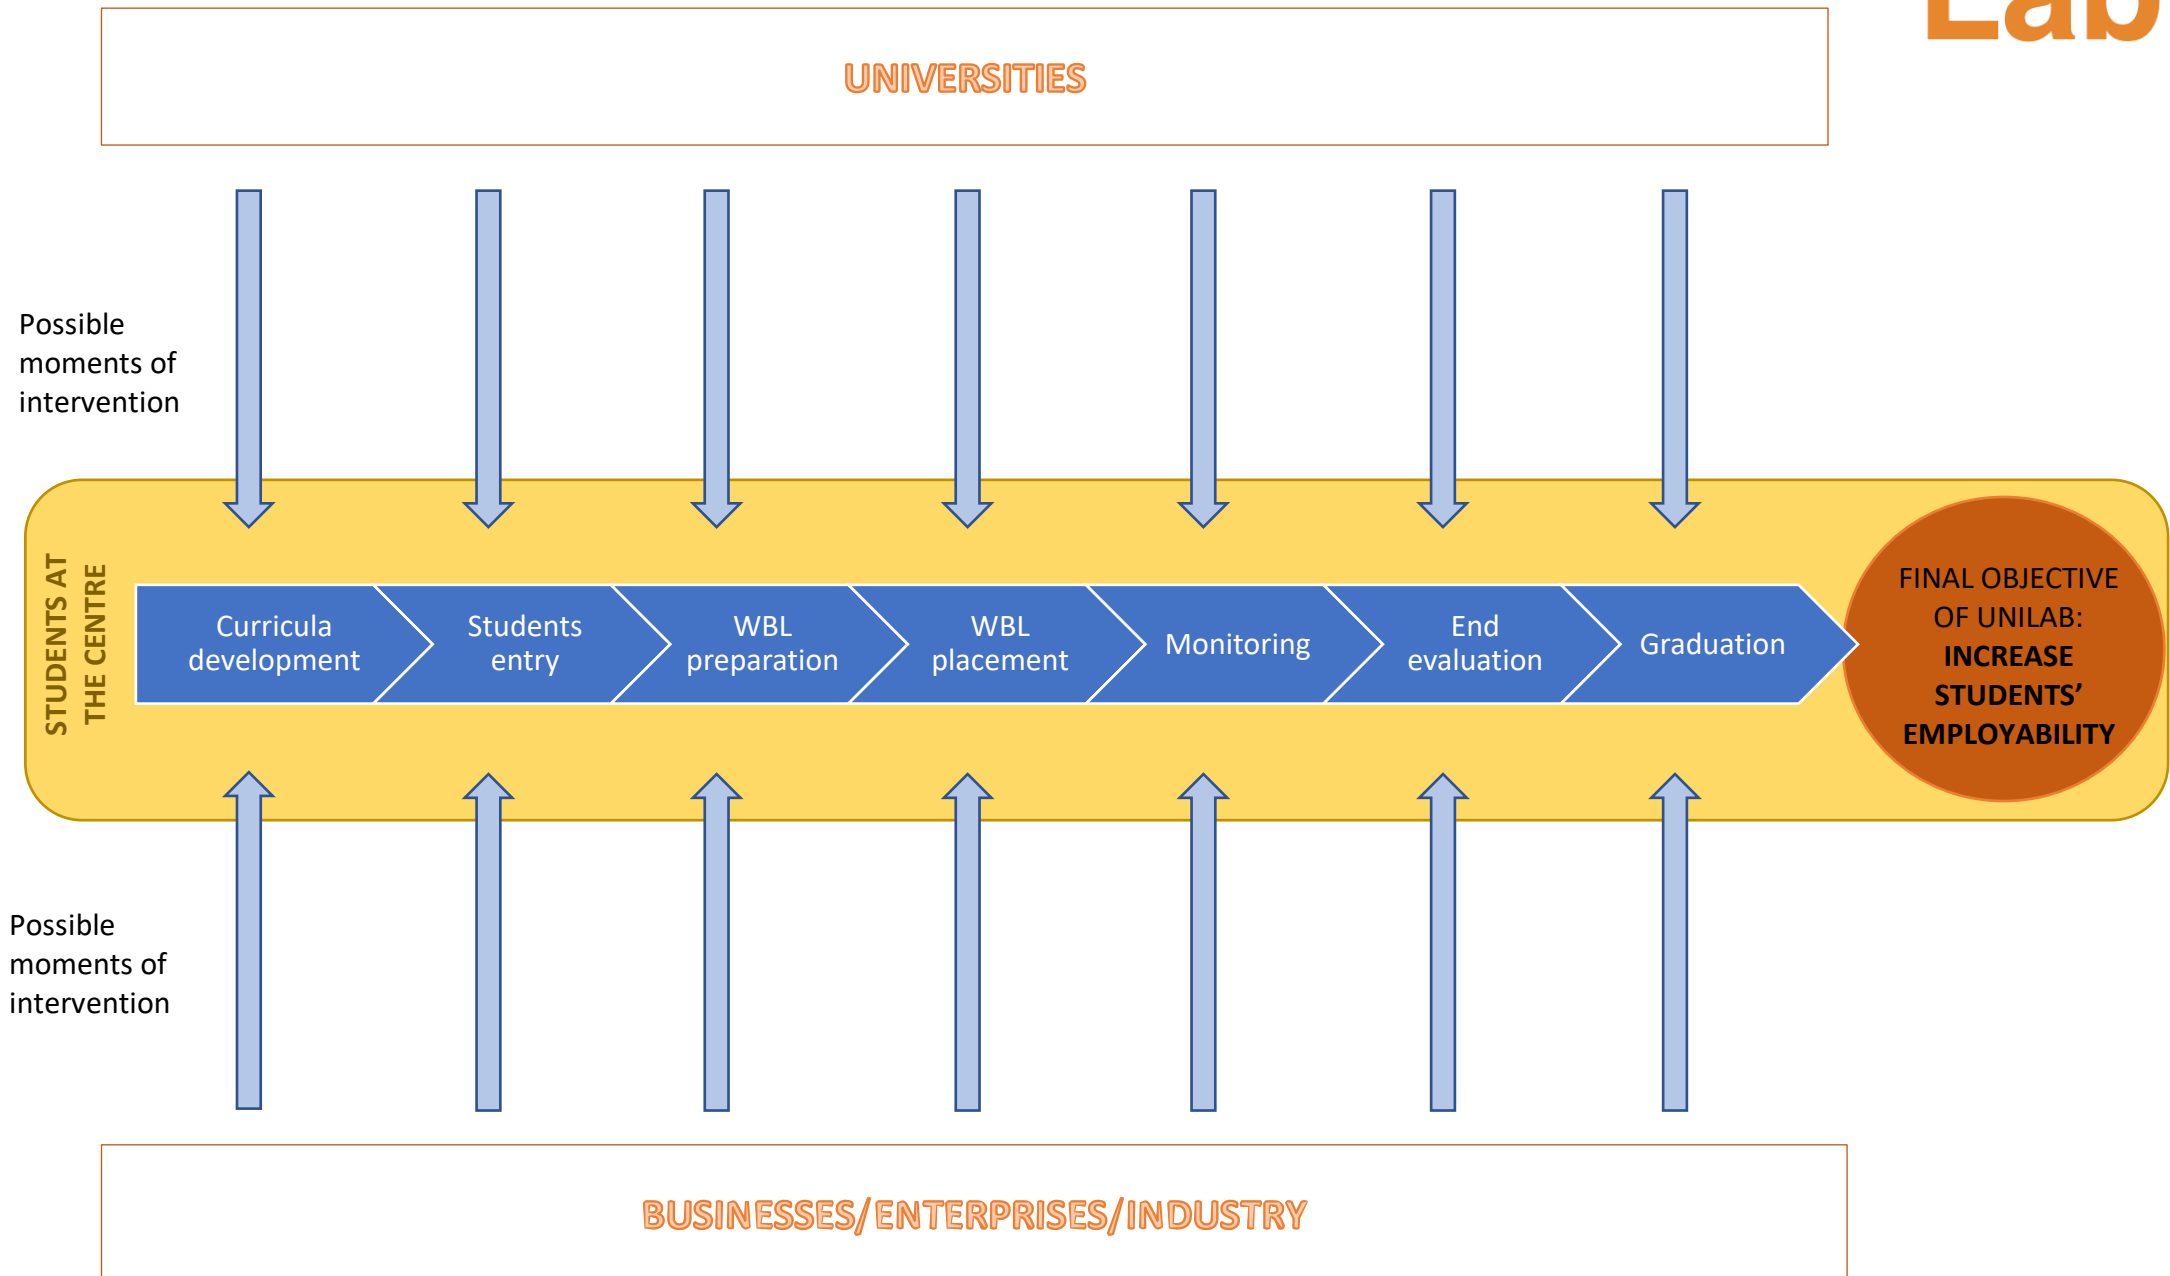 Lab
UNIVERSITIES
Possible
moments of
intervention
STUDENTS AT
THE CENTRE
Curricula
development
Students
entry
WBL
preparation
WBL
placement
Monitoring
End
evaluation
Graduation
FINAL OBJECTIVE
OF UNILAB:
INCREASE
STUDENTS’
EMPLOYABILITY
Possible
moments of
intervention
BUSINESSES/ENTERPRISES/INDUSTRY